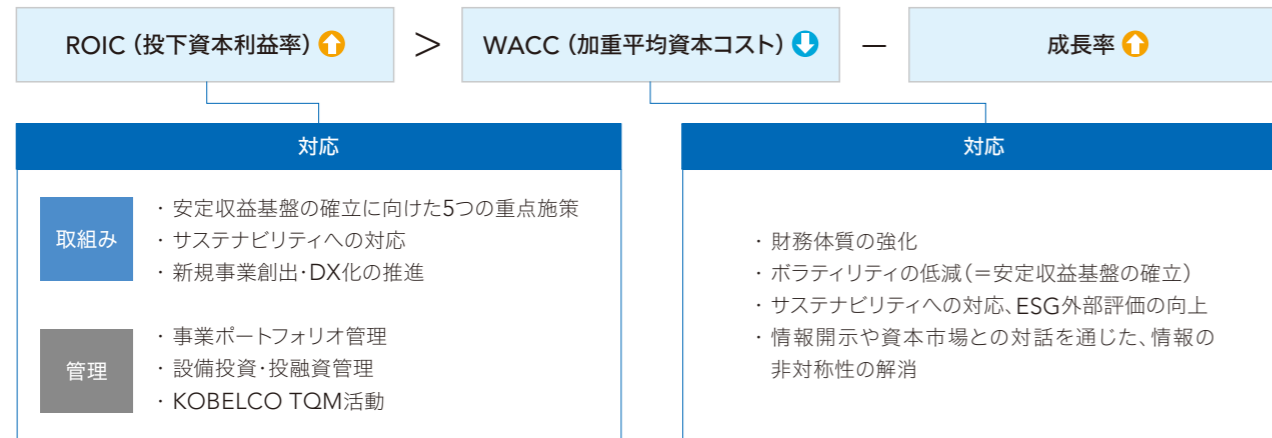 ROIC（投下資本利益率） > WACC（加重平均資本コスト） － 成長率
対応
取組み
・安定収益基盤の確立に向けた5つの重点施策
・サステナビリティへの対応
・新規事業創出・DX化の推進
管理
・事業ポートフォリオ管理
・設備投資・投融資管理
・KOBELCO TQM活動
対応
・財務体質の強化
・ボラティリティの低減（＝安定収益基盤の確立）
・サステナビリティへの対応、ESG外部評価の向上
・情報開示や資本市場との対話を通じた、情報の
非対称性の解消